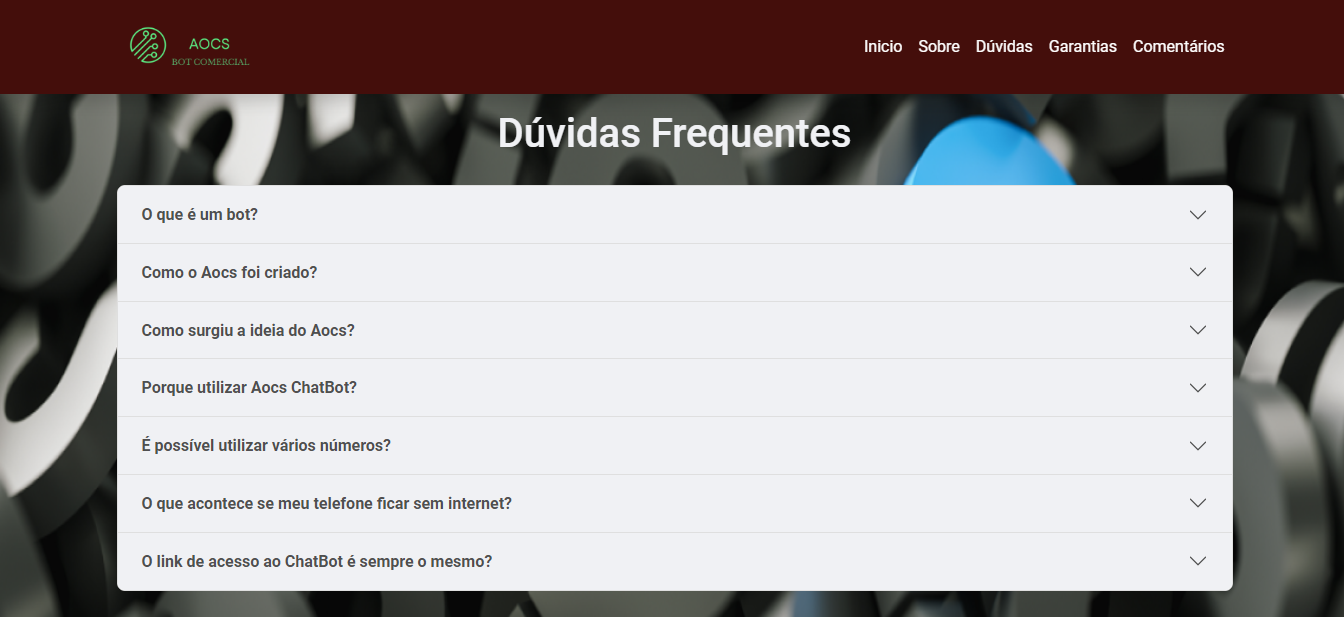 AOCS
BOT COMERCIAL
Inicio Sobre Dúvidas Garantias Comentários
Dúvidas Frequentes
O que é um bot?
Como o Aocs foi criado?
Como surgiu a ideia do Aocs?
Porque utilizar Aocs ChatBot?
É possível utilizar vários números?
O que acontece se meu telefone ficar sem internet?
O link de acesso ao ChatBot é sempre o mesmo?